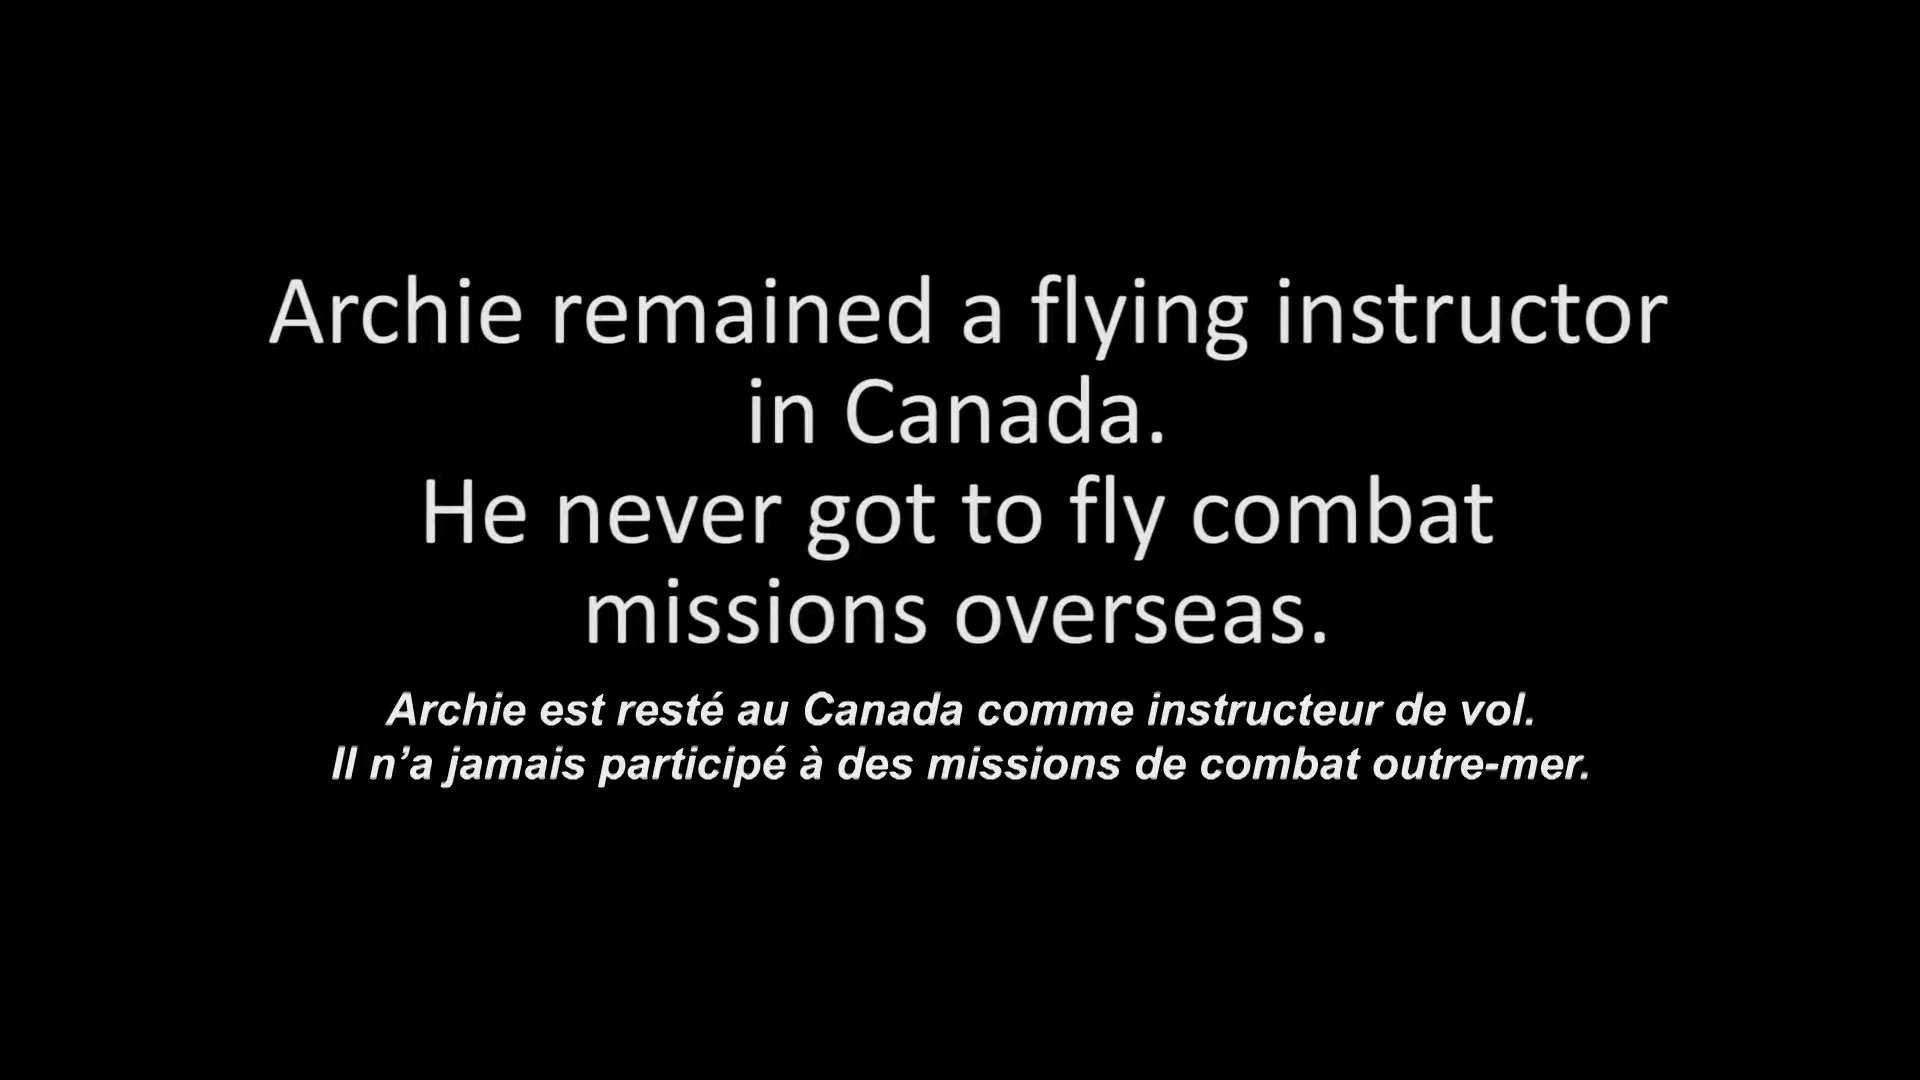 Archie remained a flying instructor
in Canada.
He never got to fly combat
missions overseas.
Archie est resté au Canada comme instructeur de vol.
Il n’a jamais participé à des missions de combat outre-mer.